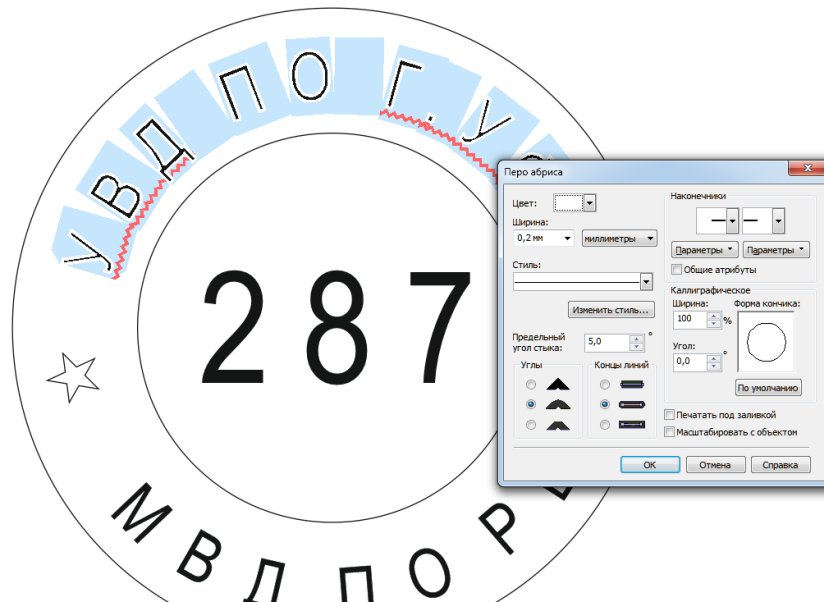 УВД ПО Г. У
287
МВД ПО Р
Перо абриса
Цвет:
Ширина:
0,2 мм миллиметры
Стиль:
Изменить стиль...
Предельный угол стыка: 5,0 °
Углы
Концы линий
Наконечники
Параметры Параметры
Общие атрибуты
Каллиграфическое
Ширина: Форма кончика:
100 %
Угол:
0,0 °
По умолчанию
Печатать под заливкой
Масштабировать с объектом
OK Отмена Справка